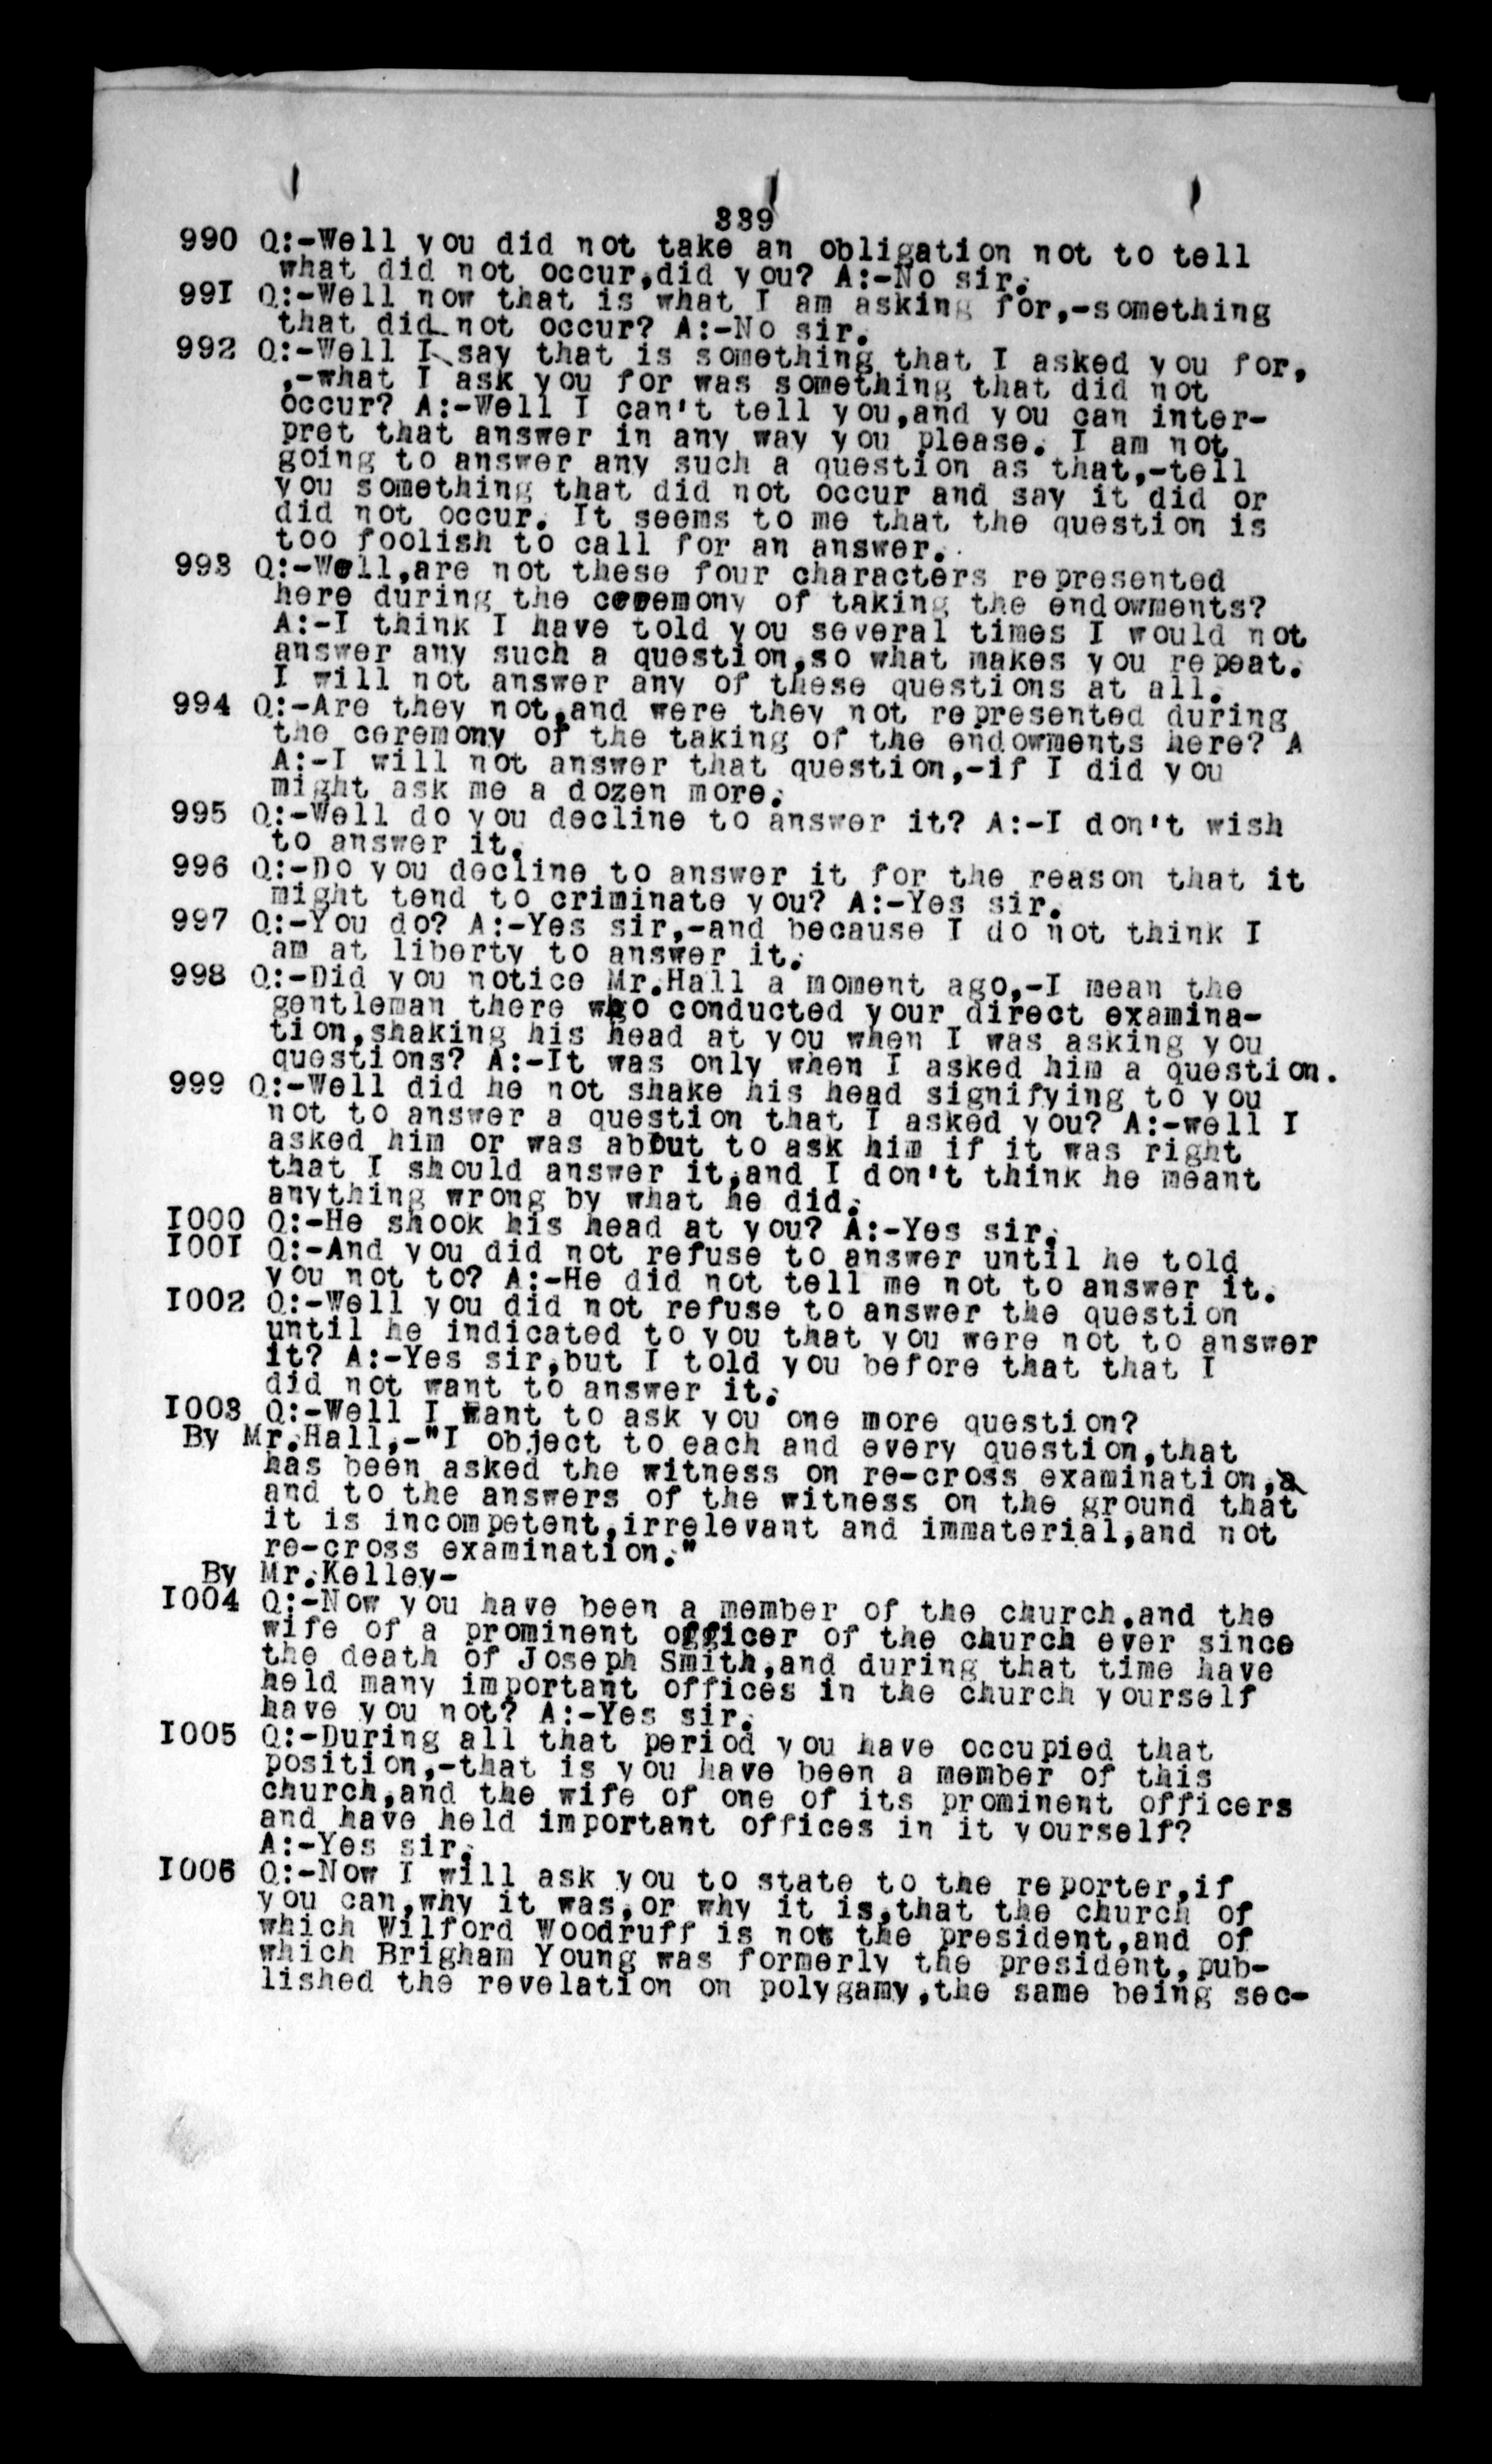 339
990 Q:-Well you did not take an obligation not to tell
what did not occur,did you? A:-No sir.
991 Q:-Well now that is what I am asking for,-something
that did not occur? A:-No sir.
992 Q:-Well I say that is something that I asked you for,
,-what I ask you for was something that did not
occur? A:-Well I can't tell you,and you can inter-
pret that answer in any way you please. I am not
going to answer any such a question as that,-tell
you something that did not occur and say it did or
did not occur. It seems to me that the question is
too foolish to call for an answer.
993 Q:-Well,are not these four characters represented
here during the ceremony of taking the endowments?
A:-I think I have told you several times I would not
answer any such a question,so what makes you repeat.
I will not answer any of these questions at all.
994 Q:-Are they not,and were they not represented during
the ceremony of the taking of the endowments here? A
A:-I will not answer that question,-if I did you
might ask me a dozen more.
995 Q:-Well do you decline to answer it? A:-I don't wish
to answer it.
996 Q:-Do you decline to answer it for the reason that it
might tend to criminate you? A:-Yes sir.
997 Q:-You do? A:-Yes sir,-and because I do not think I
am at liberty to answer it.
998 Q:-Did you notice Mr.Hall a moment ago,-I mean the
gentleman there who conducted your direct examina-
tion,shaking his head at you when I was asking you
questions? A:-It was only when I asked him a question.
999 Q:-Well did he not shake his head signifying to you
not to answer a question that I asked you? A:-well I
asked him or was about to ask him if it was right
that I should answer it,and I don't think he meant
anything wrong by what he did.
1000 Q:-He shook his head at you? A:-Yes sir.
1001 Q:-And you did not refuse to answer until he told
you not to? A:-He did not tell me not to answer it.
1002 Q:-Well you did not refuse to answer the question
until he indicated to you that you were not to answer
it? A:-Yes sir,but I told you before that that I
did not want to answer it.
1003 Q:-Well I want to ask you one more question?
By Mr.Hall,-"I object to each and every question,that
has been asked the witness on re-cross examination,a
and to the answers of the witness on the ground that
it is incompetent,irrelevant and immaterial,and not
re-cross examination."
By Mr.Kelley-
1004 Q:-Now you have been a member of the church,and the
wife of a prominent officer of the church ever since
the death of Joseph Smith,and during that time have
held many important offices in the church yourself
have you not? A:-Yes sir.
1005 Q:-During all that period you have occupied that
position,-that is you have been a member of this
church,and the wife of one of its prominent officers
and have held important offices in it yourself?
A:-Yes sir.
1006 Q:-Now I will ask you to state to the reporter,if
you can,why it was,or why it is,that the church of
which Wilford Woodruff is not the president,and of
which Brigham Young was formerly the president,pub-
lished the revelation on polygamy,the same being sec-